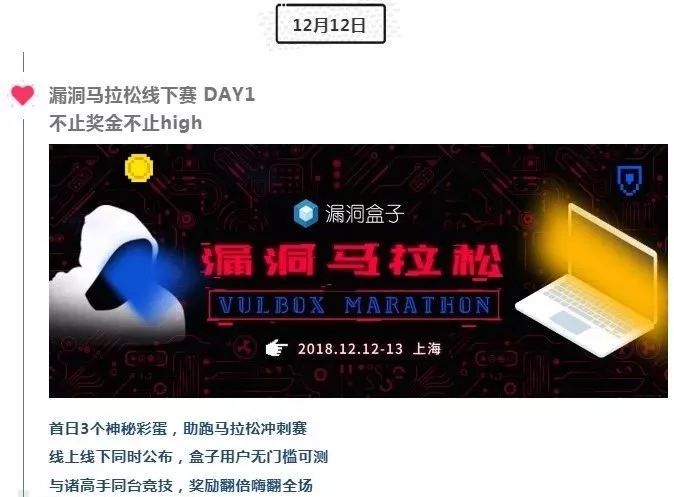 12月12日
漏洞马拉松线下赛 DAY1
不止奖金不止high
漏洞盒子
漏洞马拉松
VULBOX MARATHON
2018.12.12-13 上海
首日3个神秘彩蛋，助跑马拉松冲刺赛
线上线下同时公布，盒子用户无门槛可测
与诸高手同台竞技，奖励翻倍嗨翻全场